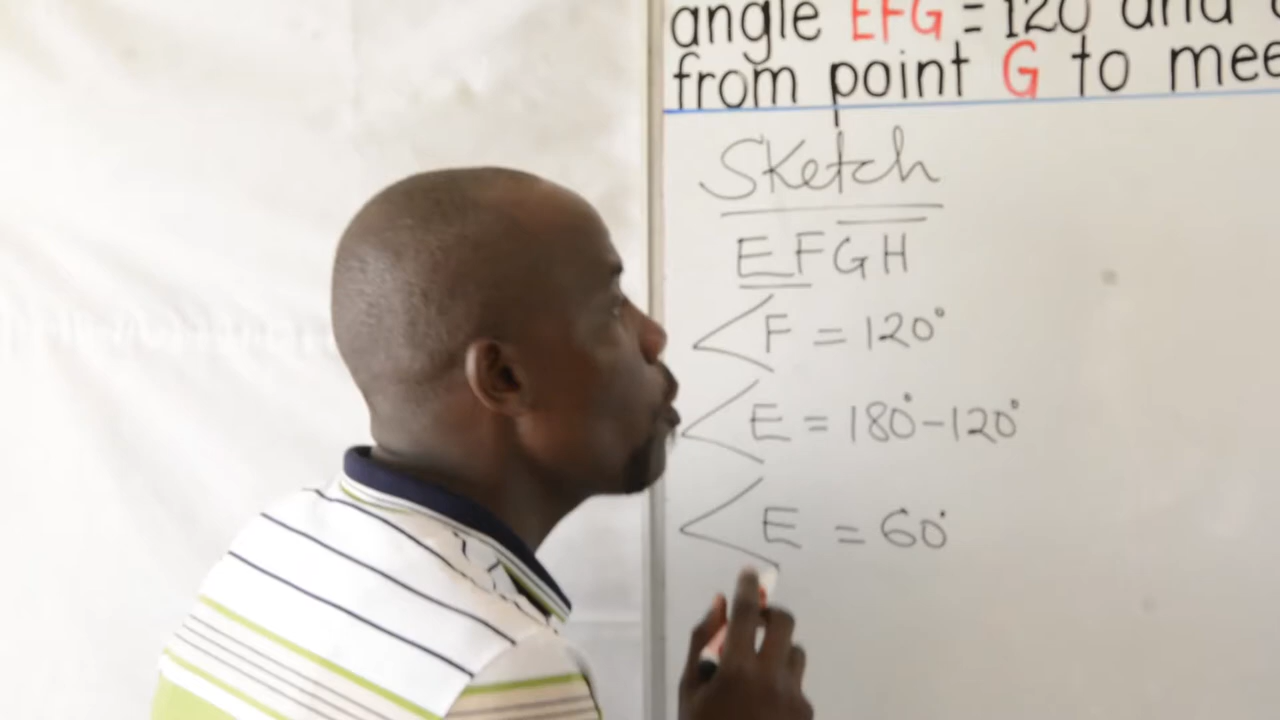 angle EFG = 120 and
from point G to mee
Sketch
EFGH
<F = 120°
<E = 180° - 120°
<E = 60°